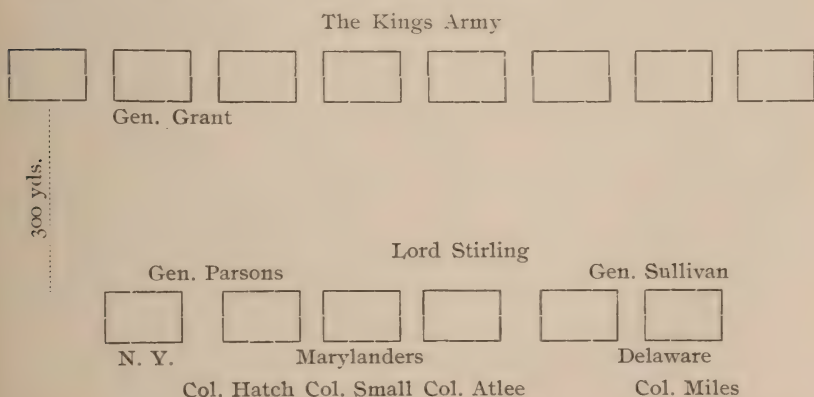 The Kings Army
Gen. Grant
300 yds.
Lord Stirling
Gen. Parsons Gen. Sullivan
N. Y. Marylanders Delaware
Col. Hatch Col. Small Col. Atlee Col. Miles